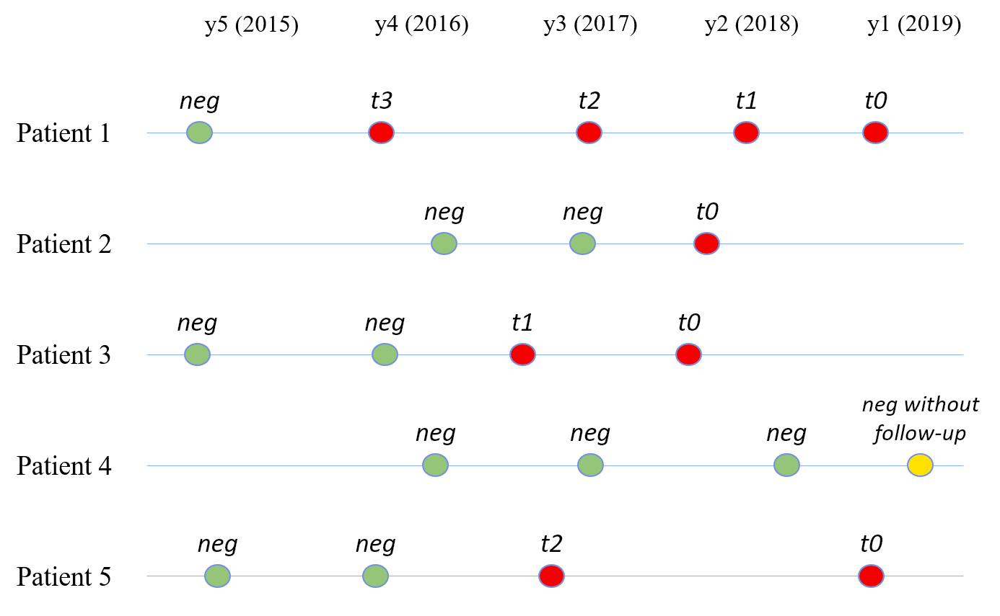 y5 (2015) y4 (2016) y3 (2017) y2 (2018) y1 (2019)
neg t3 t2 t1 t0
Patient 1
neg neg t0
Patient 2
neg neg t1 t0
Patient 3
neg without
neg neg neg follow-up
Patient 4
neg neg t2 t0
Patient 5